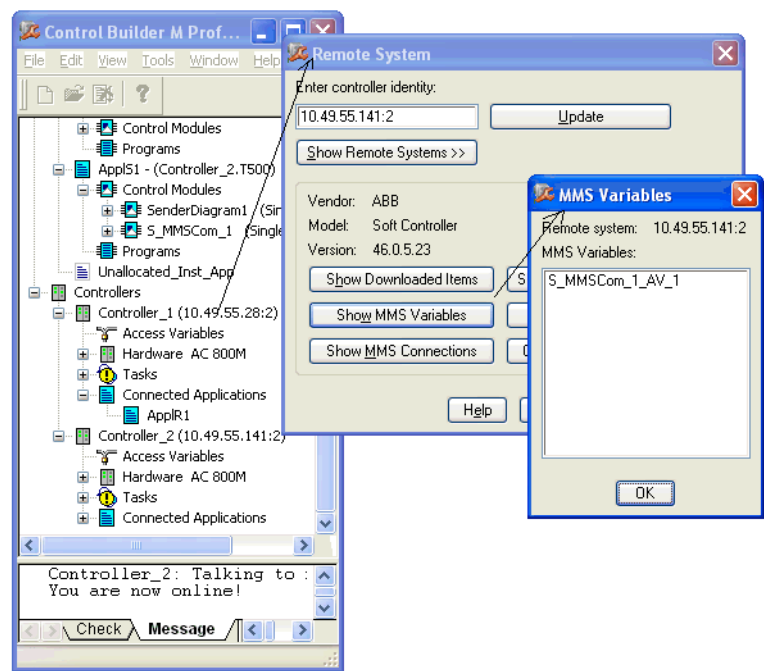 Control Builder M Prof...
File Edit View Tools Window Help
Control Modules
Programs
ApplS1 - (Controller_2.T500)
Control Modules
SenderDiagram1 (Sin
S_MMSCom_1 (Single
Programs
Unallocated_Inst_App
Controllers
Controller_1 (10.49.55.28:2)
Access Variables
Hardware AC 800M
Tasks
Connected Applications
ApplR1
Controller_2 (10.49.55.141:2)
Access Variables
Hardware AC 800M
Tasks
Connected Applications
Controller_2: Talking to :
You are now online!
Check Message
Remote System
Enter controller identity:
10.49.55.141:2 Update
Show Remote Systems >>
Vendor: ABB
Model: Soft Controller
Version: 46.0.5.23
Show Downloaded Items S
Show MMS Variables
Show MMS Connections
Help
MMS Variables
Remote system: 10.49.55.141:2
MMS Variables:
S_MMSCom_1_AV_1
OK